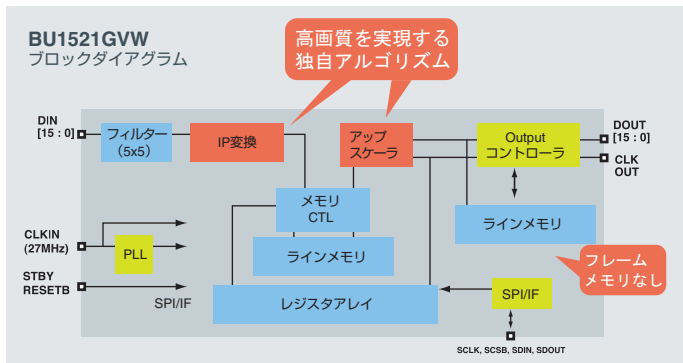 BU1521GVW
ブロックダイアグラム
高画質を実現する
独自アルゴリズム
DIN
[15 : 0]
フィルター
(5x5)
IP変換
アップ
スケーラ
Output
コントローラ
DOUT
[15 : 0]
CLK
OUT
メモリ
CTL
ラインメモリ
ラインメモリ
CLKIN
(27MHz)
PLL
STBY
RESETB
SPI/IF
レジスタアレイ
SPI/IF
フレーム
メモリなし
SCLK, SCSB, SDIN, SDOUT